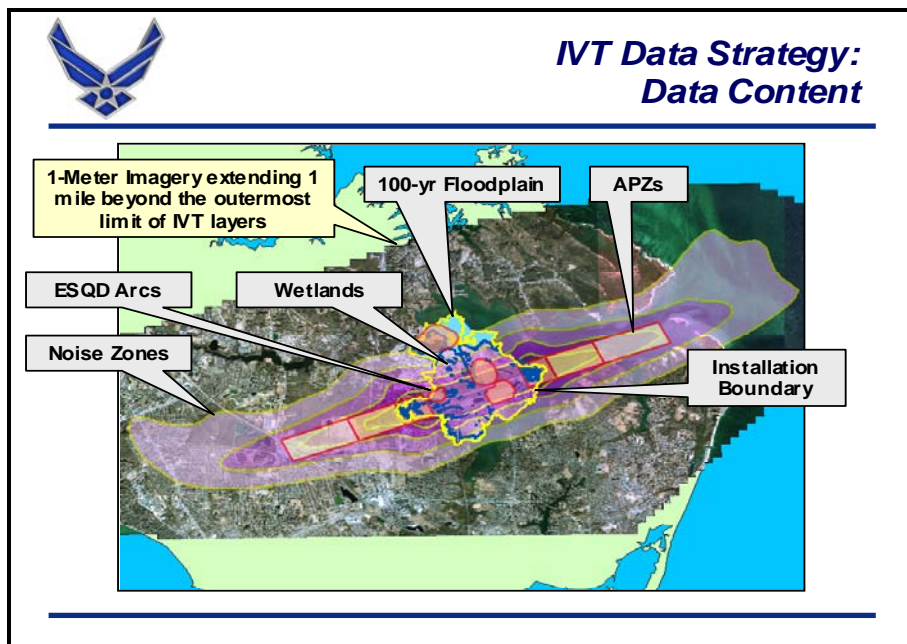 IVT Data Strategy:
Data Content
1-Meter Imagery extending 1
mile beyond the outermost
limit of IVT layers
100-yr Floodplain
APZs
ESQD Arcs
Wetlands
Noise Zones
Installation
Boundary